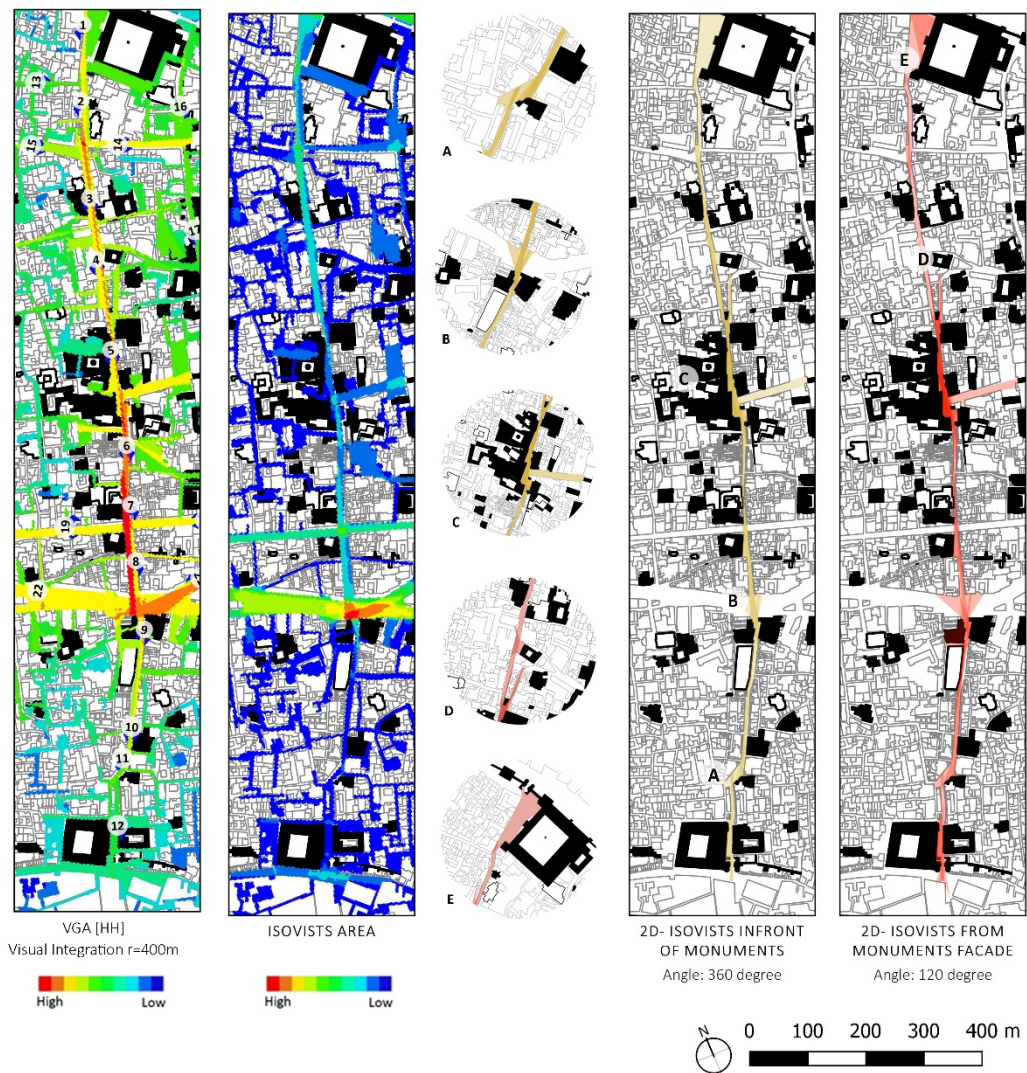 1
13
2
16
15
14
3
17
4
5
6
7
19
8
22
9
10
11
12
A
B
C
D
E
C
B
A
E
D
VGA [HH]
Visual Integration r=400m
High
Low
ISOVISTS AREA
High
Low
2D- ISOVISTS INFRONT
OF MONUMENTS
Angle: 360 degree
2D- ISOVISTS FROM
MONUMENTS FACADE
Angle: 120 degree
N
0 100 200 300 400 m